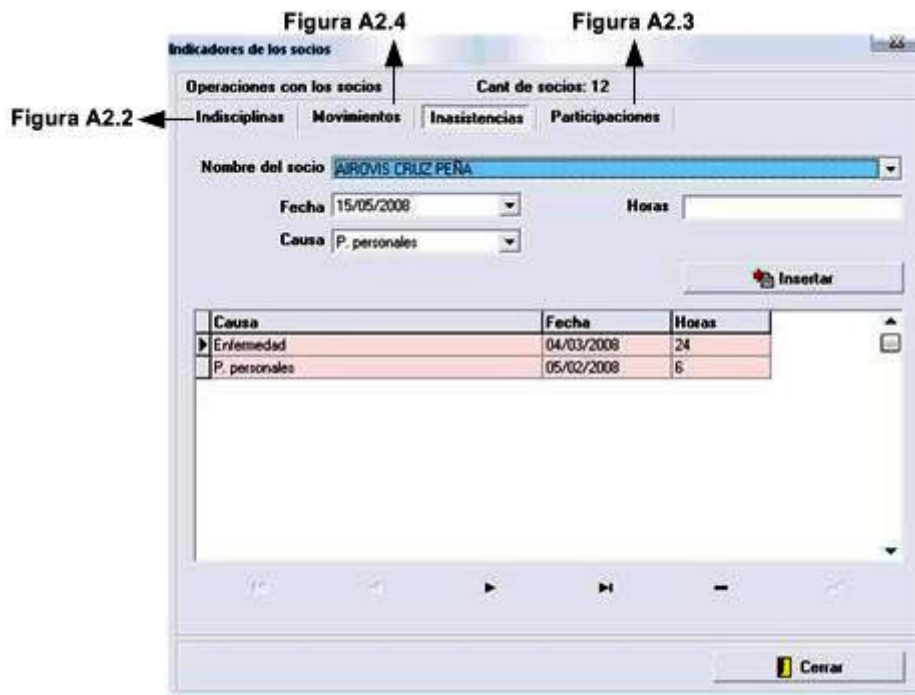 Figura A2.4 Figura A2.3
Indicadores de los socios
Operaciones con los socios Cant de socios: 12
Figura A2.2 Indisciplinas Movimientos Inasistencias Participaciones
Nombre del socio AIROVIS CRUZ PEÑA
Fecha 15/05/2008 Horas
Causa P. personales
Insertar
Causa Fecha Horas
Enfermedad 04/03/2008 24
P. personales 05/02/2008 6
Cerrar